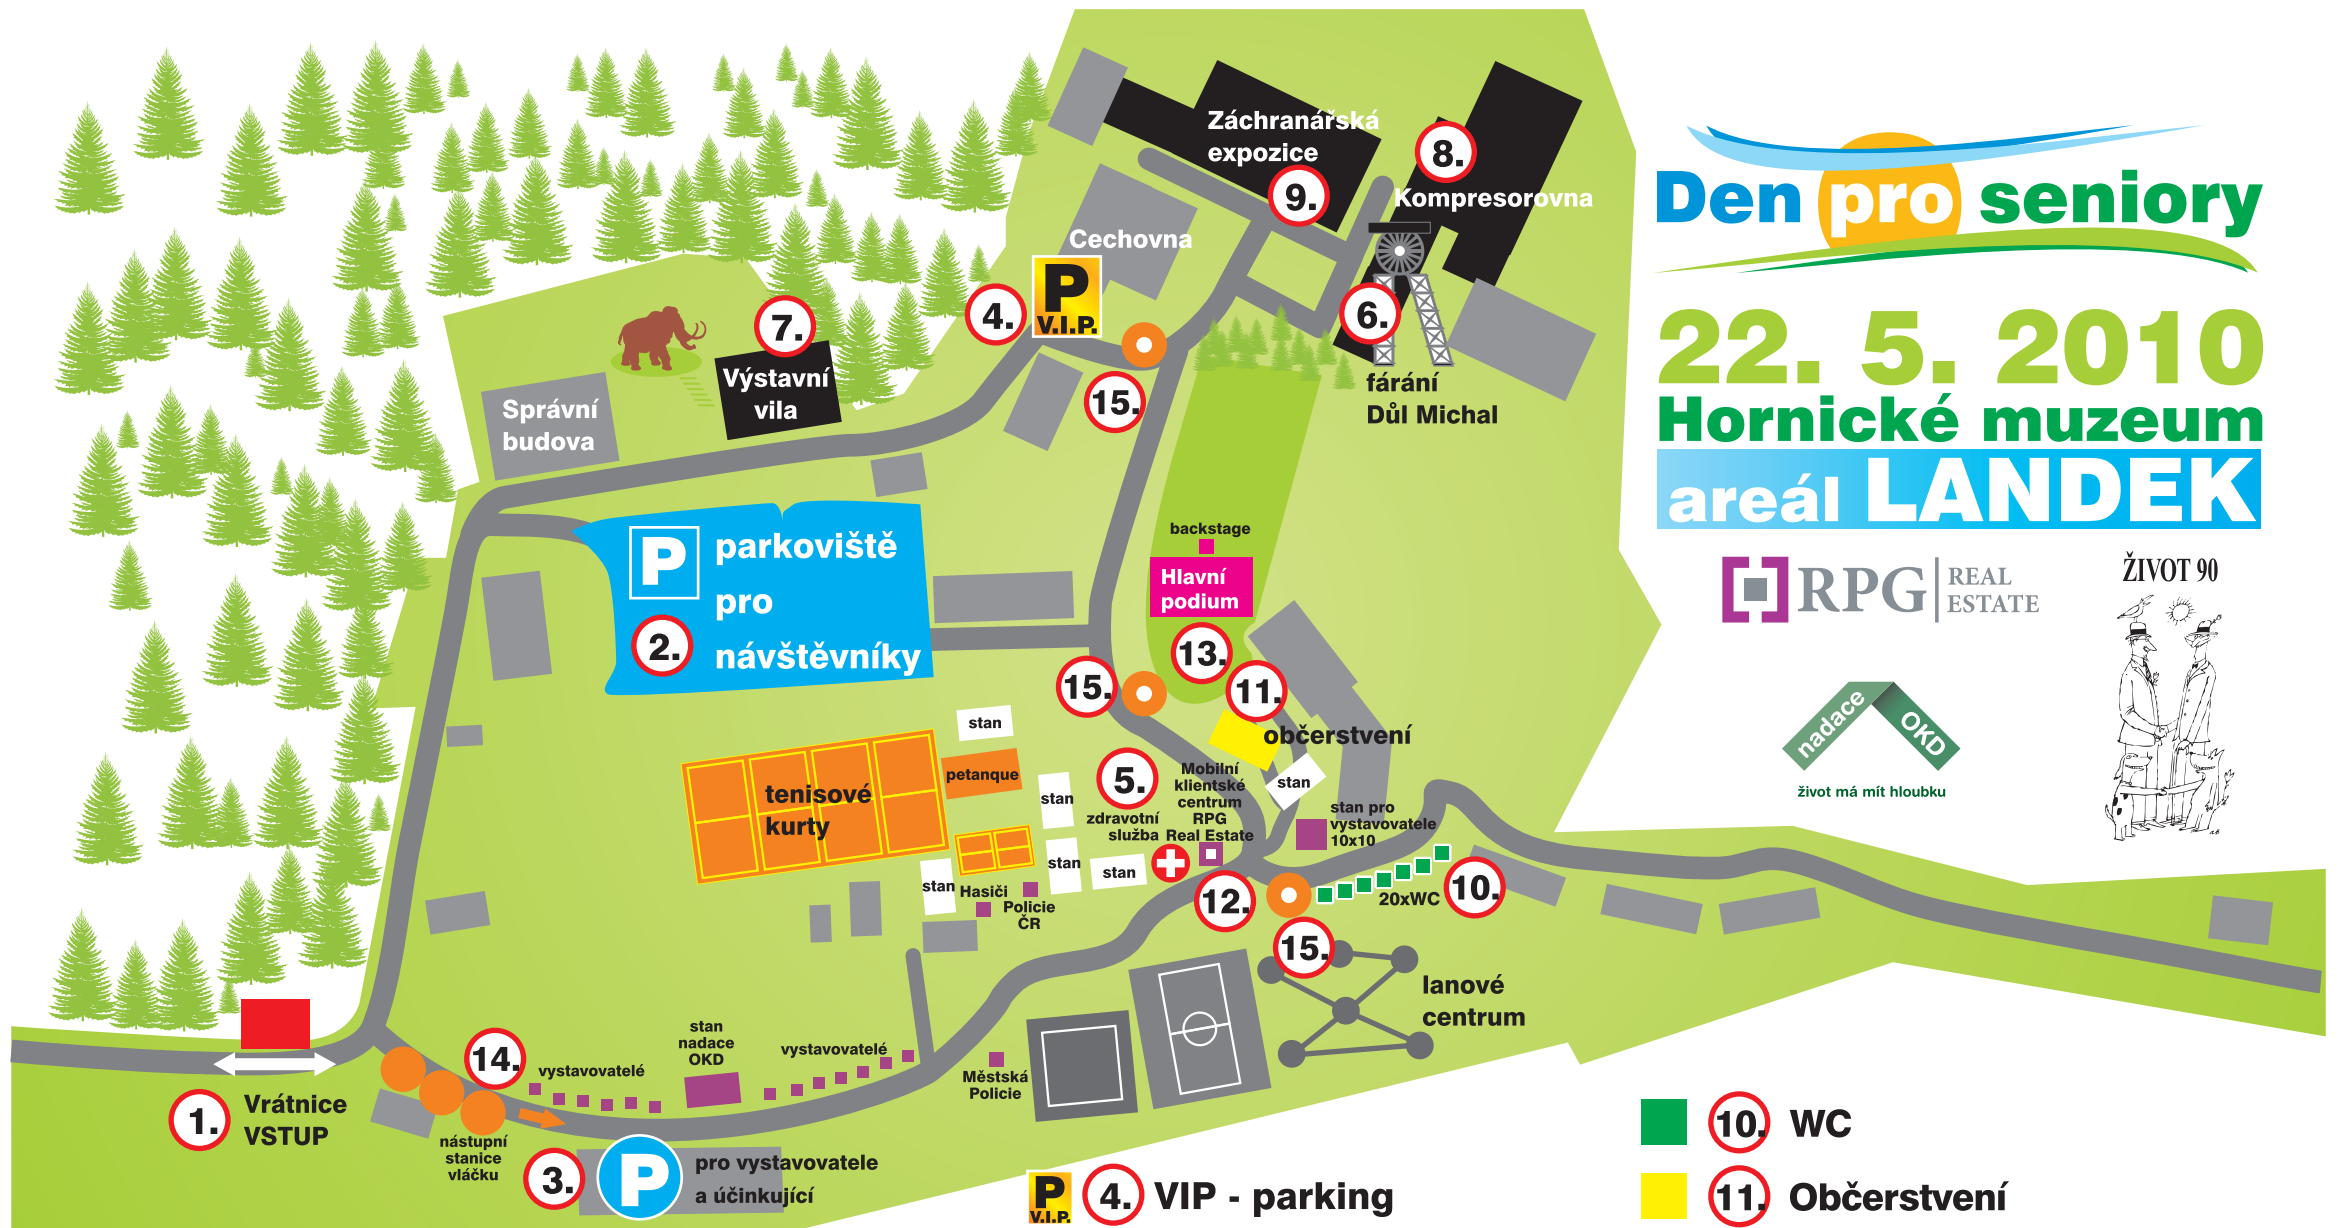 Záchranářská
expozice
9.
8.
Kompresorovna
Cechovna
4.
P
V.I.P.
15.
6.
fárání
Důl Michal
7.
Výstavní
vila
Správní
budova
P
parkoviště
pro
návštěvníky
2.
backstage
Hlavní
podium
13.
11.
občerstvení
15.
stan
petanque
tenisové
kurty
stan
stan
stan
stan
5.
zdravotní
služba
Mobilní
klientské
centrum
RPG
Real Estate
stan
stan pro
vystavovatele
10x10
Hasiči
Policie
ČR
12.
15.
20xWC
10.
lanové
centrum
1.
Vrátnice
VSTUP
14.
vystavovatelé
stan
nadace
OKD
vystavovatelé
Městská
Policie
nástupní
stanice
vláčku
3.
P
pro vystavovatele
a účinkující
P
V.I.P.
4.
VIP - parking
Den pro seniory
22. 5. 2010
Hornické muzeum
areál LANDEK
RPG
REAL
ESTATE
ŽIVOT 90
nadace
OKD
život má mít hloubku
10.
WC
11.
Občerstvení